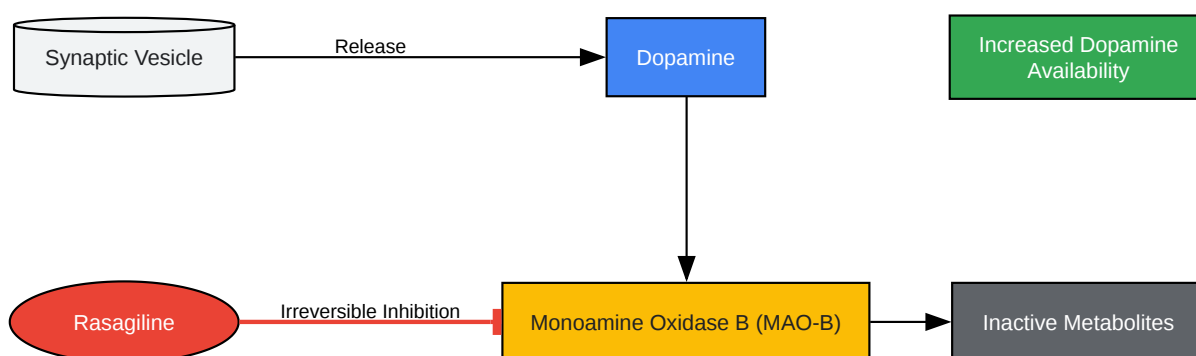 Synaptic Vesicle
Release
Dopamine
Increased Dopamine
Availability
Rasagiline
Irreversible Inhibition
Monoamine Oxidase B (MAO-B)
Inactive Metabolites